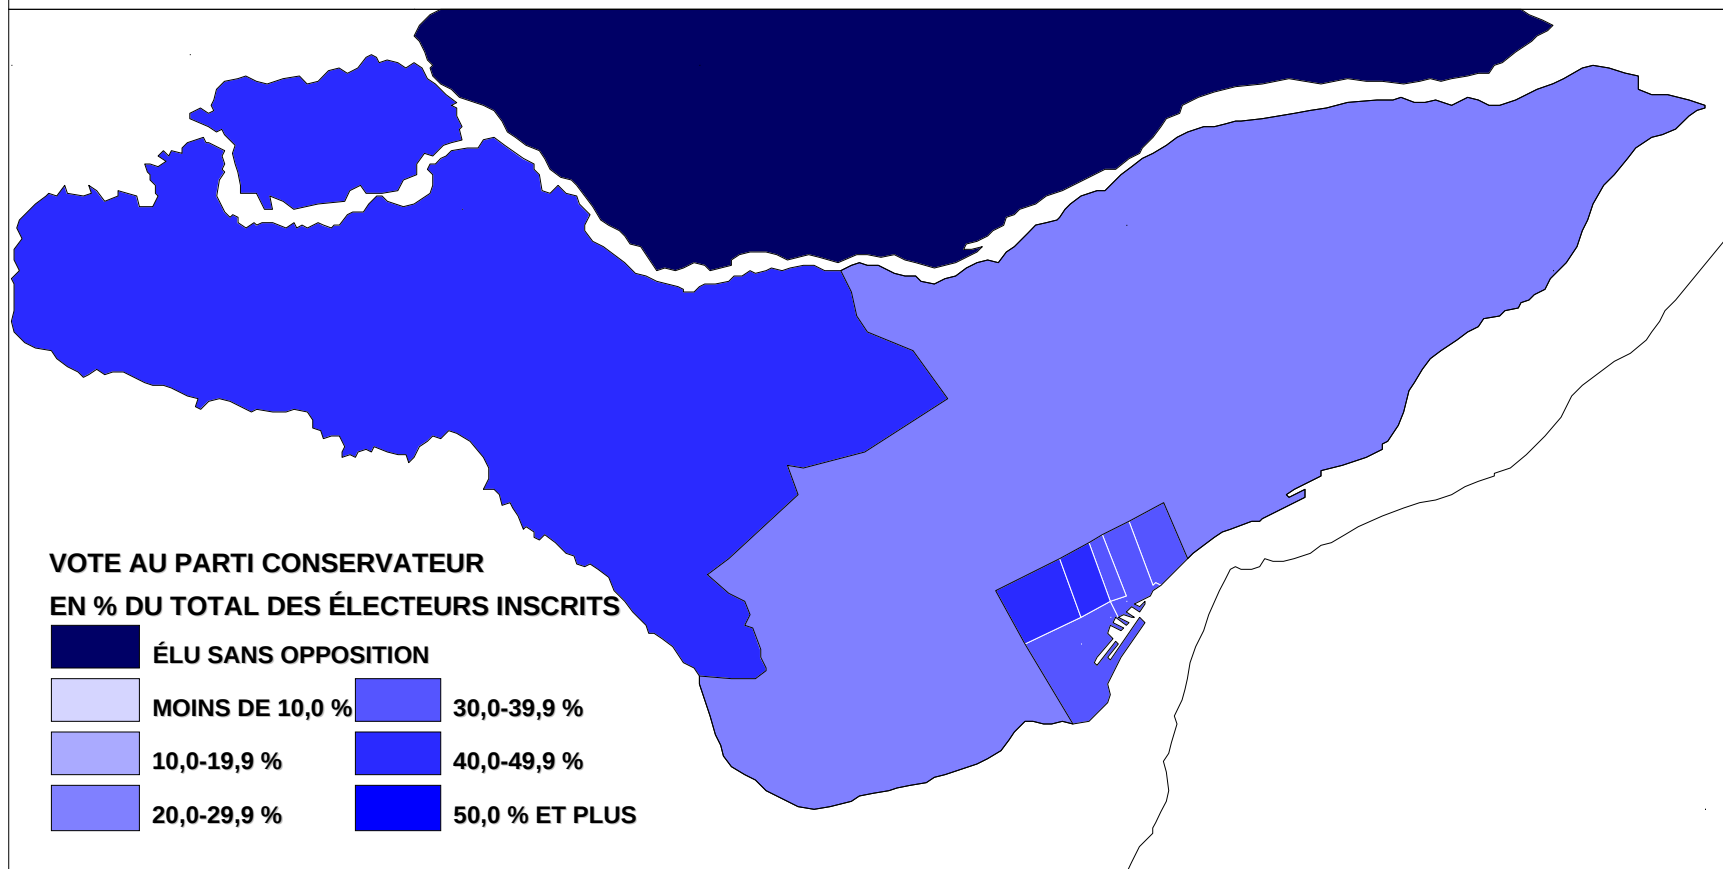 VOTE AU PARTI CONSERVATEUR
EN % DU TOTAL DES ÉLECTEURS INSCRITS
ÉLU SANS OPPOSITION
MOINS DE 10,0 %
10,0-19,9 %
20,0-29,9 %
30,0-39,9 %
40,0-49,9 %
50,0 % ET PLUS